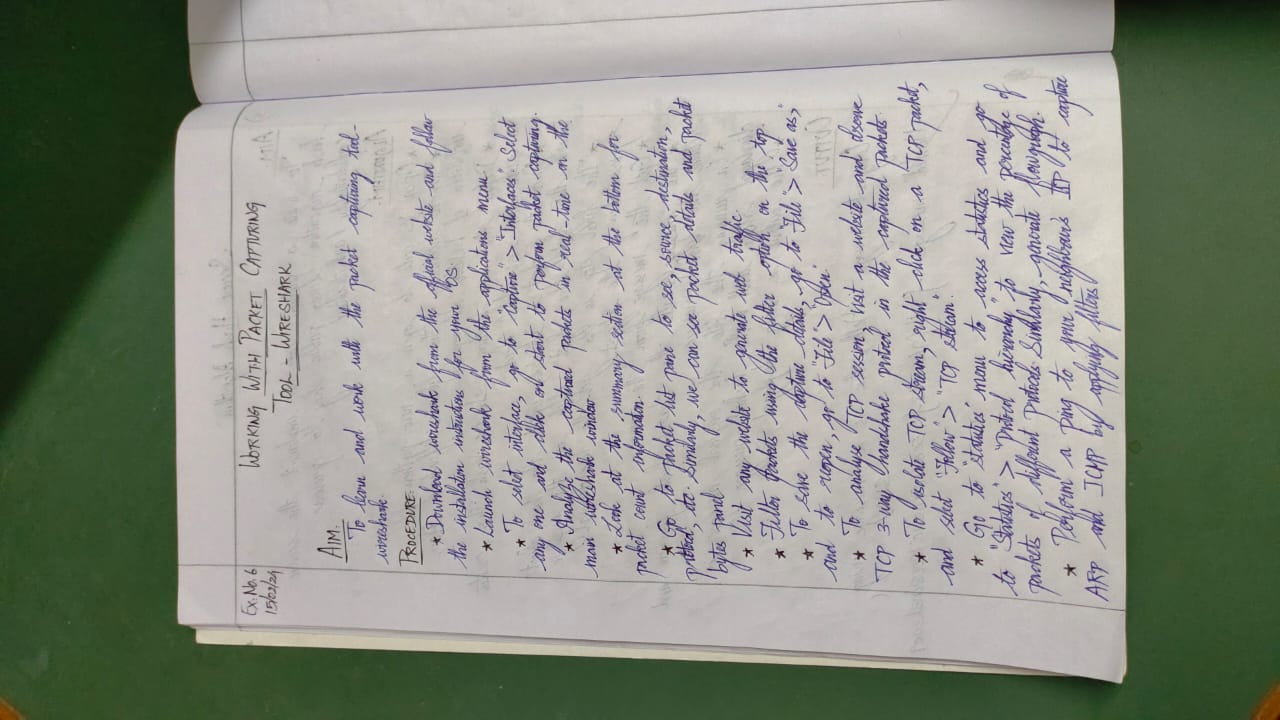 Ex. No. 6
15/02/24
WORKING WITH PACKET CAPTURING
TOOL - WIRESHARK
AIM.
To learn and work with the packet capturing tool-
wireshark.
PROCEDURE.
* Download wireshark from the official website and follow
the installation instructions for your OS.
* Launch wireshark from the applications menu.
* To select interface, go to "Capture" > "Interfaces". Select
any one and click on start to perform packet capturing.
* Analyze the captured packets in real-time on the
main wireshark window
* Look at the summary section at the bottom for
packet count information.
* Go to packet list pane to see, source, destination,
protocol, etc. Similarly, we can see packet details and packet
bytes panel.
* Visit any website to generate web traffic.
* Filter packets using the filter option on the top.
* To save the capture details, go to "File" > "Save as,"
and to reopen, go to "File" > "Open"
* To analyse TCP session, visit a website and observe
TCP 3-way handshake protocol in the captured packets.
* To isolate TCP stream, right click on a TCP packet,
and select "Follow" > "TCP stream".
* Go to "statistics" menu to access statistics and go
to "Statistics" > "Protocol hierarchy" to view the percentage of
packets of different protocols. Similarly, generate flowgraph.
* Perform a ping to your neighbour's IP to capture
ARP and ICMP by applying filters